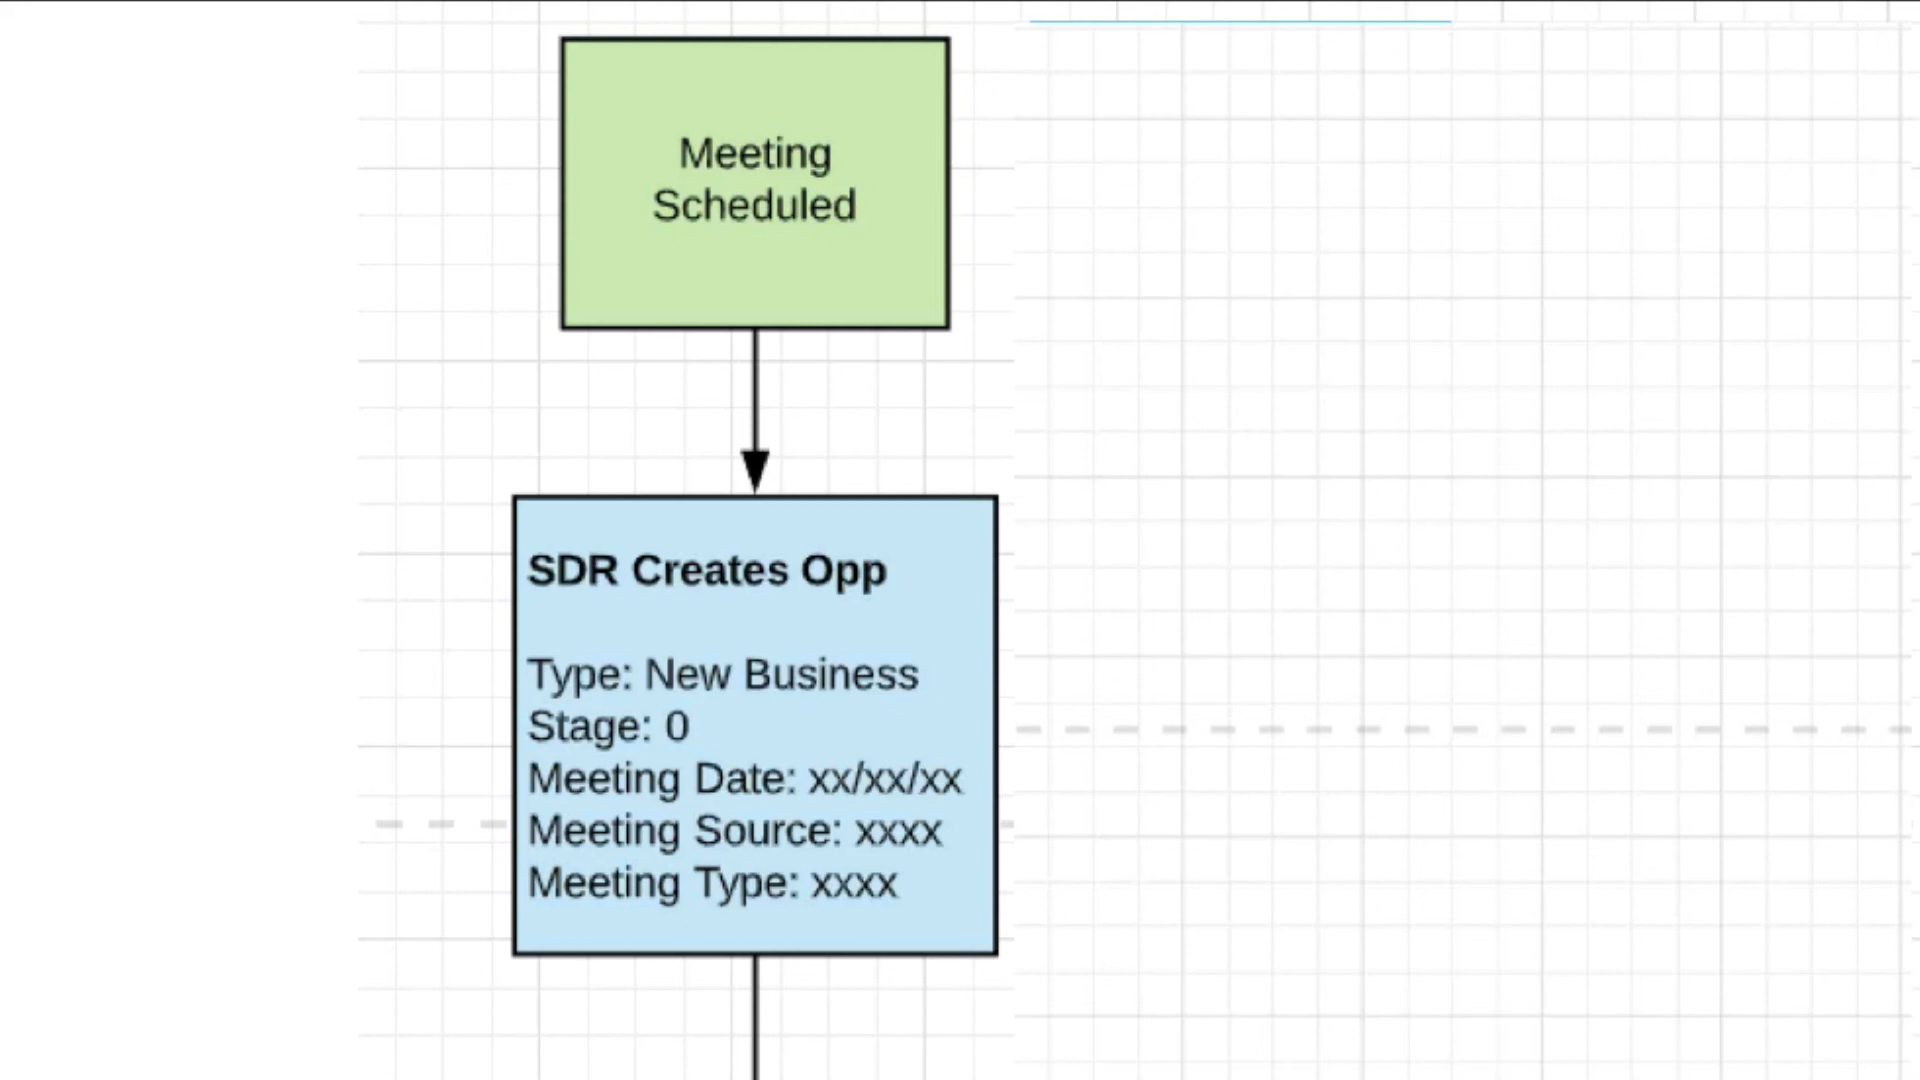 Meeting
Scheduled
SDR Creates Opp
Type: New Business
Stage: 0
Meeting Date: xx/xx/xx
Meeting Source: xxxx
Meeting Type: xxxx